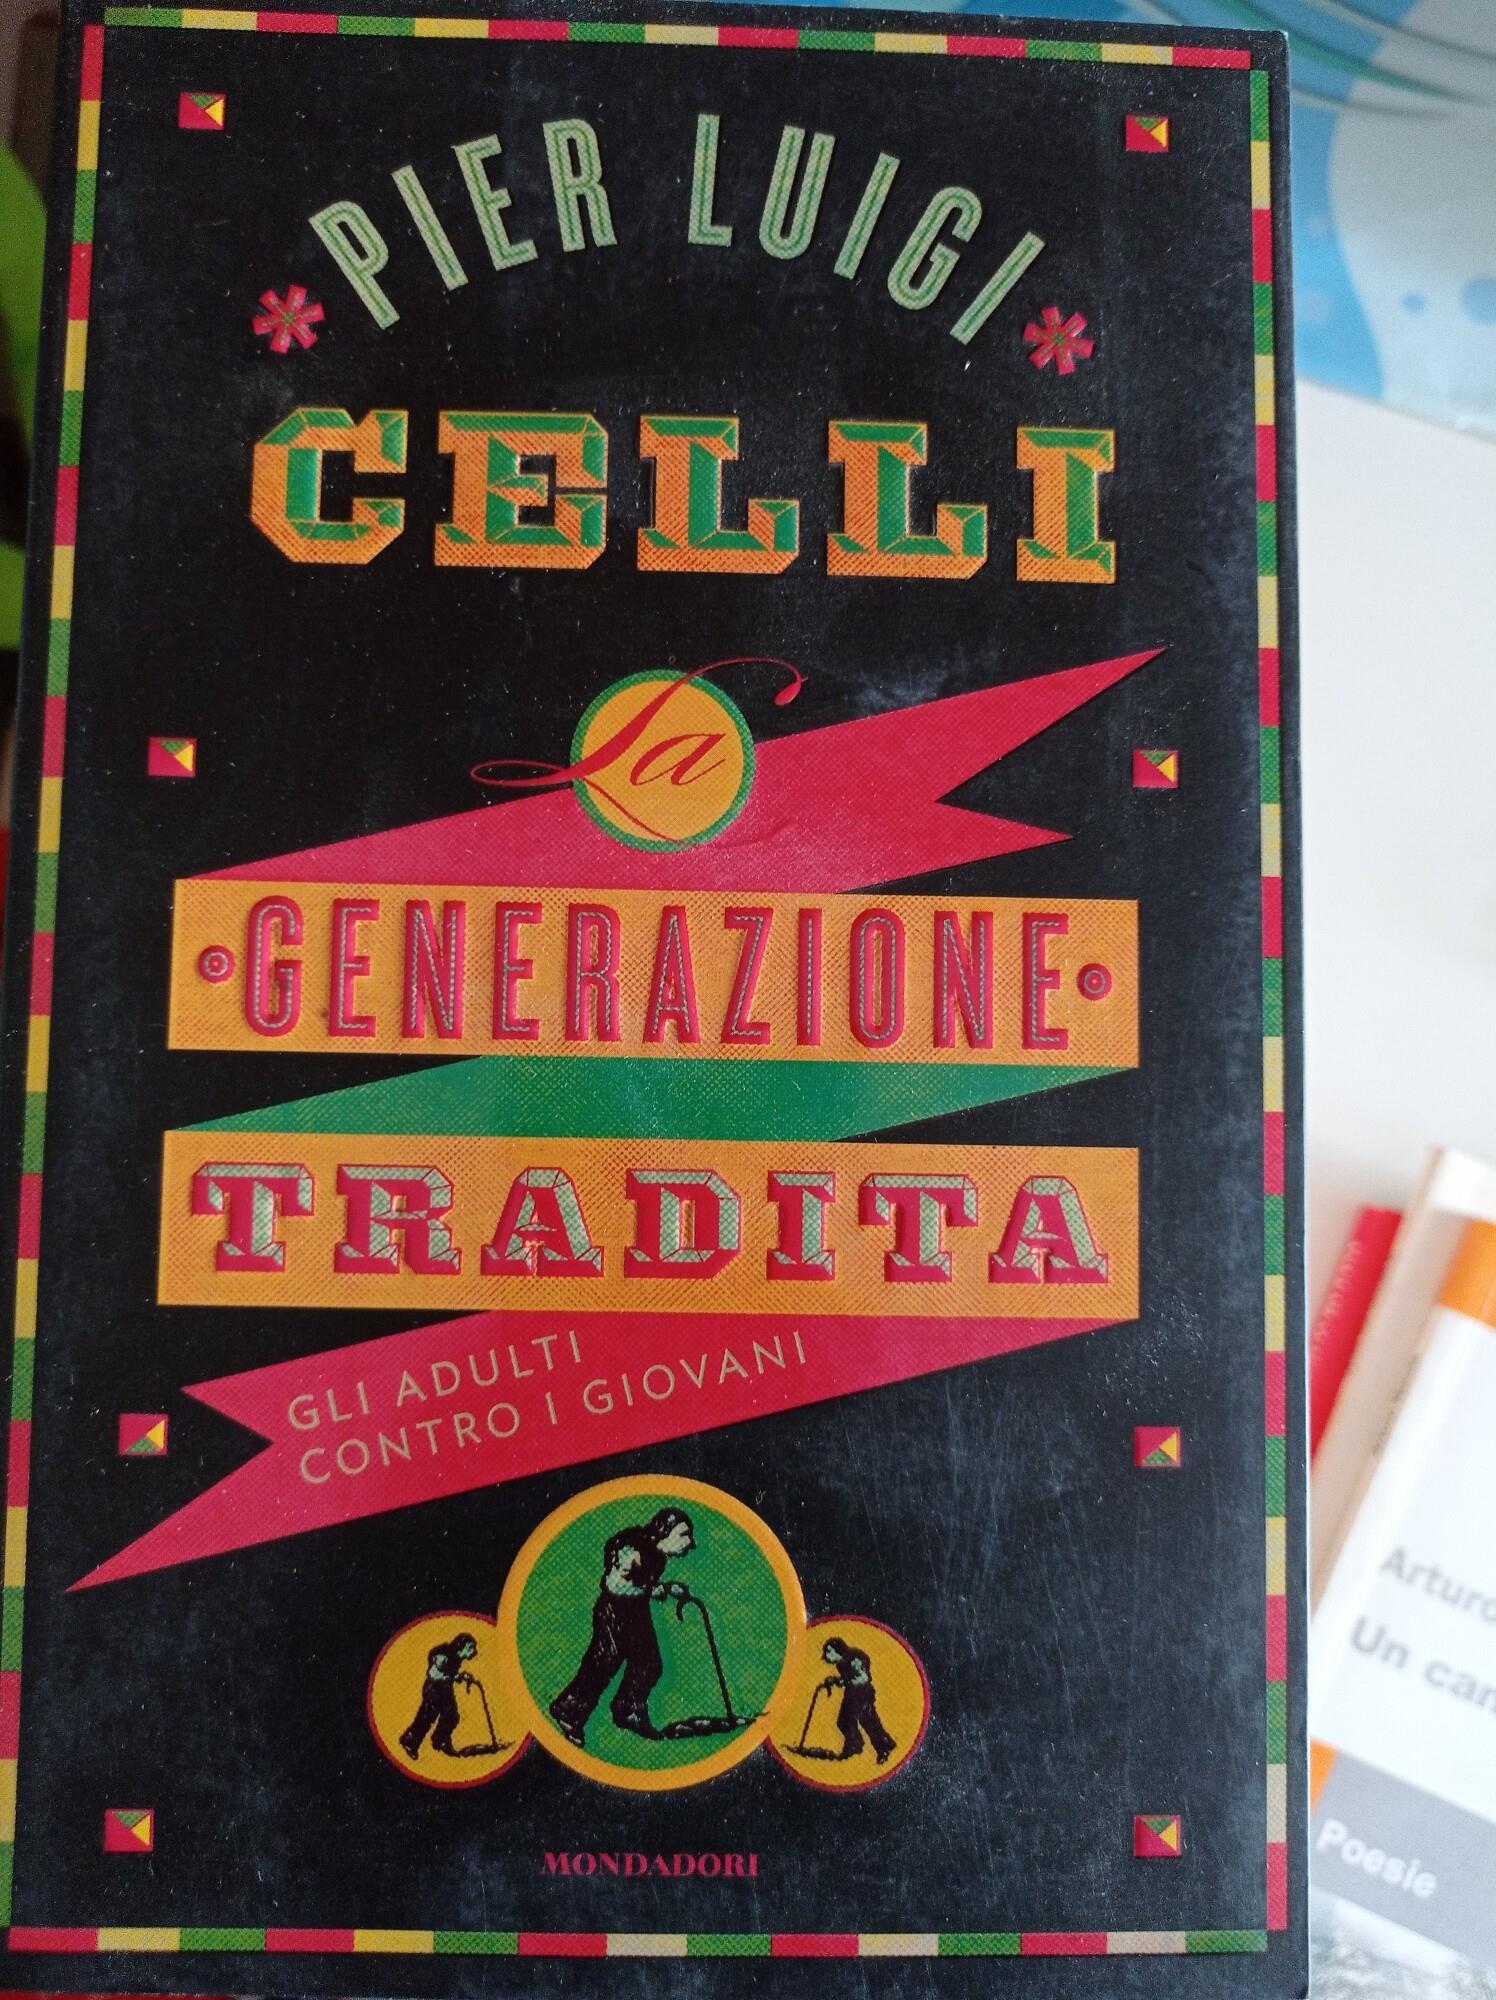 PIER LUIGI
CELLI
La
GENERAZIONE
TRADITA
GLI ADULTI
CONTRO I GIOVANI
MONDADORI
Arturo
Un can
Poesie